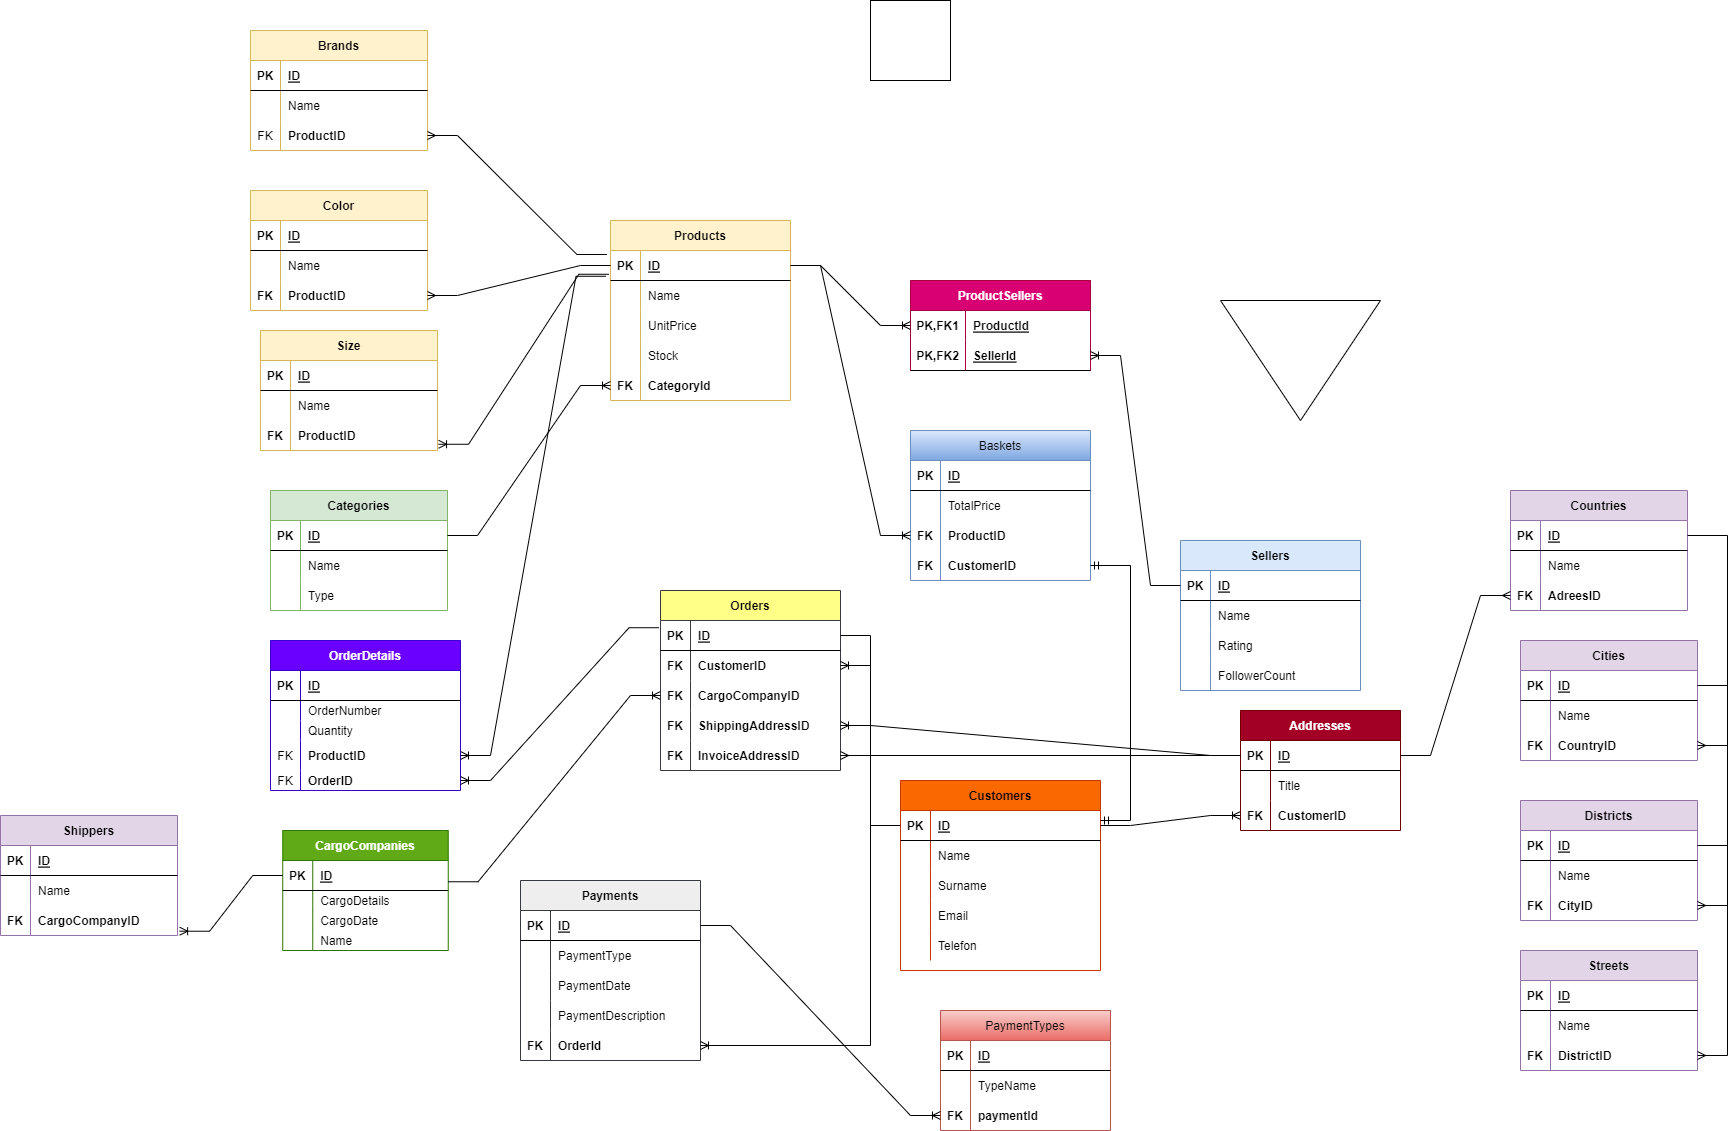 Brands
PK ID
Name
FK ProductID
Color
PK ID
Name
FK ProductID
Size
PK ID
Name
FK ProductID
Categories
PK ID
Name
Type
OrderDetails
PK ID
OrderNumber
Quantity
FK ProductID
FK OrderID
Shippers
PK ID
Name
FK CargoCompanyID
CargoCompanies
PK ID
CargoDetails
CargoDate
Name
Products
PK ID
Name
UnitPrice
Stock
FK CategoryId
Orders
PK ID
FK CustomerID
FK CargoCompanyID
FK ShippingAddressID
FK InvoiceAddressID
Payments
PK ID
PaymentType
PaymentDate
PaymentDescription
FK OrderId
ProductSellers
PK,FK1 ProductId
PK,FK2 SellerId
Baskets
PK ID
TotalPrice
FK ProductID
FK CustomerID
Customers
PK ID
Name
Surname
Email
Telefon
PaymentTypes
PK ID
TypeName
FK paymentId
Sellers
PK ID
Name
Rating
FollowerCount
Addresses
PK ID
Title
FK CustomerID
Countries
PK ID
Name
FK AdreesID
Cities
PK ID
Name
FK CountryID
Districts
PK ID
Name
FK CityID
Streets
PK ID
Name
FK DistrictID